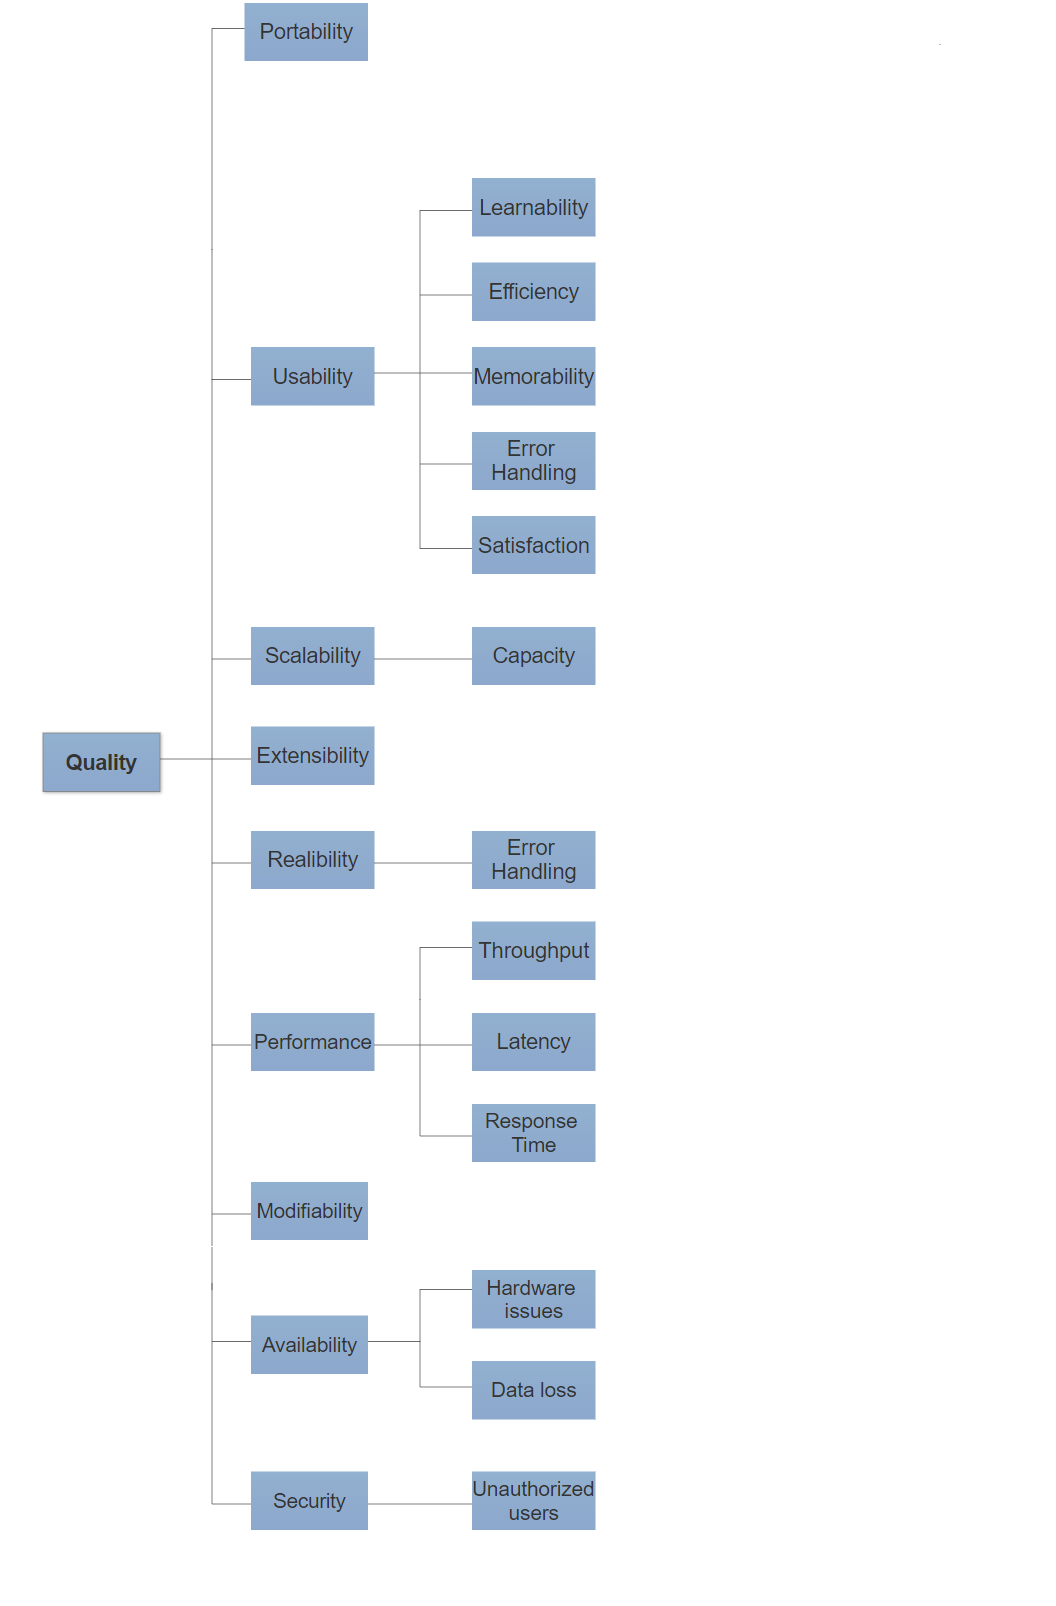 Portability
Learnability
Efficiency
Usability
Memorability
Error
Handling
Satisfaction
Scalability
Capacity
Quality
Extensibility
Realibility
Error
Handling
Throughput
Performance
Latency
Response
Time
Modifiability
Hardware
issues
Availability
Data loss
Security
Unauthorized
users